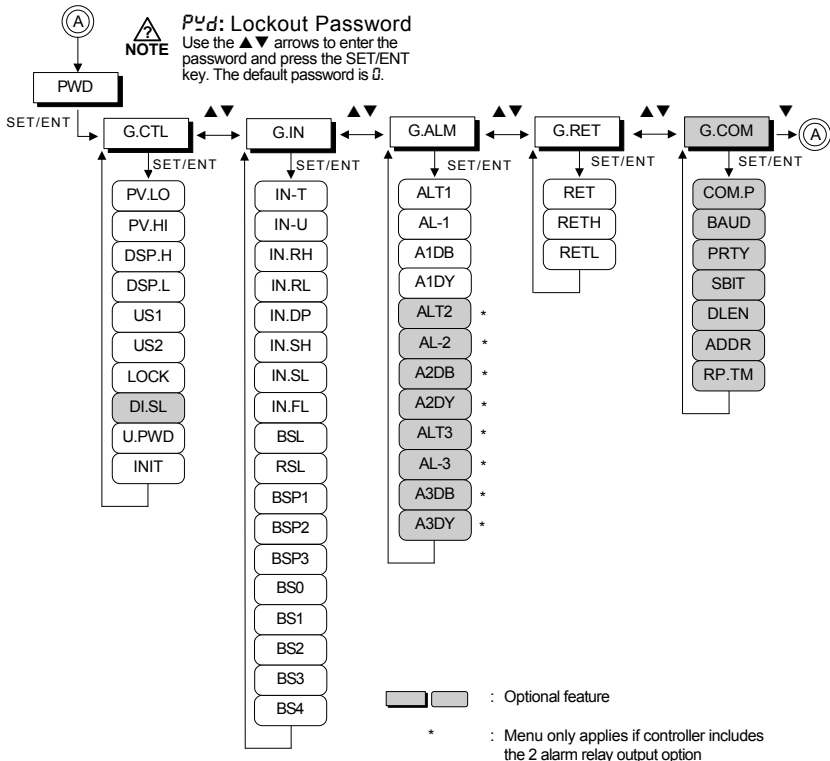 A
NOTE
PWd: Lockout Password
Use the ▲▼ arrows to enter the
password and press the SET/ENT
key. The default password is 0.
PWD
SET/ENT
G.CTL
▲▼
G.IN
▲▼
G.ALM
▲▼
G.RET
▲▼
G.COM
▼
A
SET/ENT
PV.LO
PV.HI
DSP.H
DSP.L
US1
US2
LOCK
DI.SL
U.PWD
INIT
SET/ENT
IN-T
IN-U
IN.RH
IN.RL
IN.DP
IN.SH
IN.SL
IN.FL
BSL
RSL
BSP1
BSP2
BSP3
BS0
BS1
BS2
BS3
BS4
SET/ENT
ALT1
AL-1
A1DB
A1DY
ALT2 *
AL-2 *
A2DB *
A2DY *
ALT3 *
AL-3 *
A3DB *
A3DY *
SET/ENT
RET
RETH
RETL
SET/ENT
COM.P
BAUD
PRTY
SBIT
DLEN
ADDR
RP.TM
: Optional feature
* : Menu only applies if controller includes
the 2 alarm relay output option